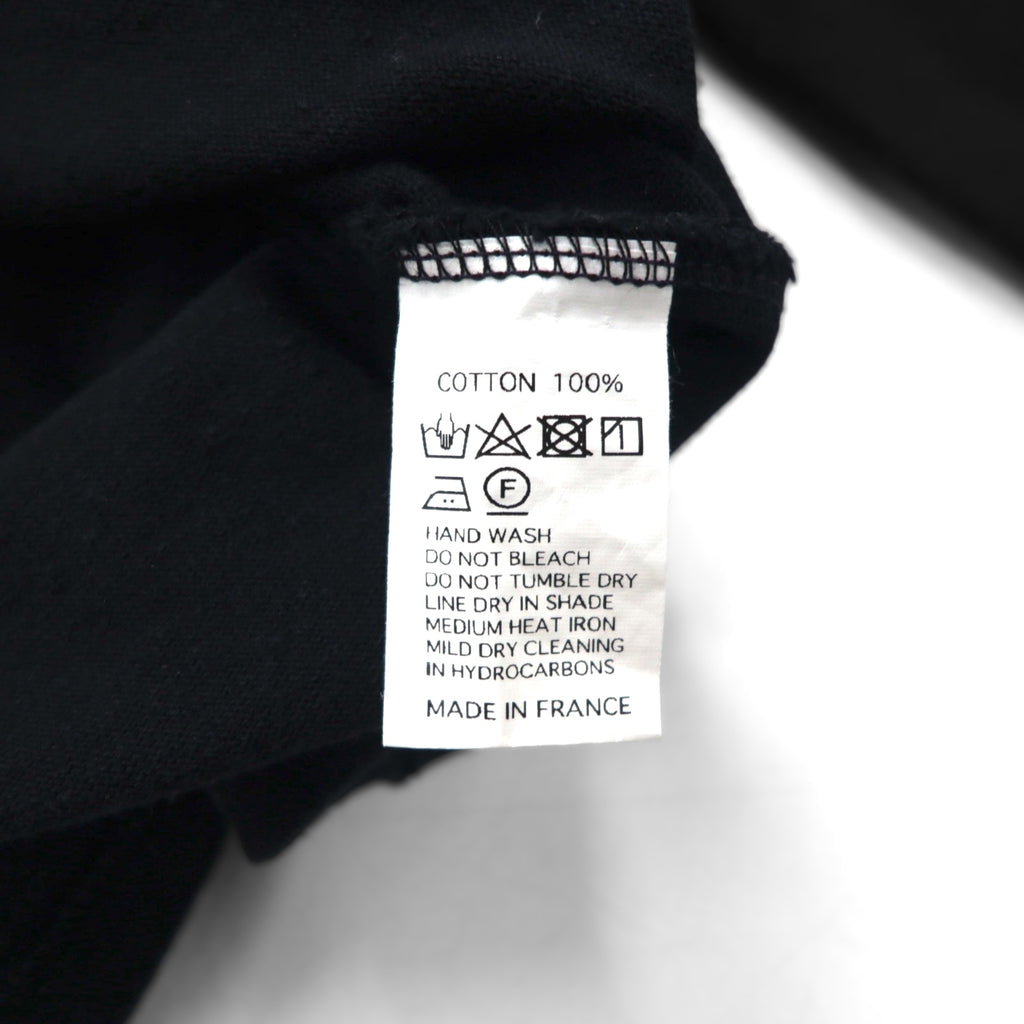 COTTON 100%
F
HAND WASH
DO NOT BLEACH
DO NOT TUMBLE DRY
LINE DRY IN SHADE
MEDIUM HEAT IRON
MILD DRY CLEANING
IN HYDROCARBONS
MADE IN FRANCE